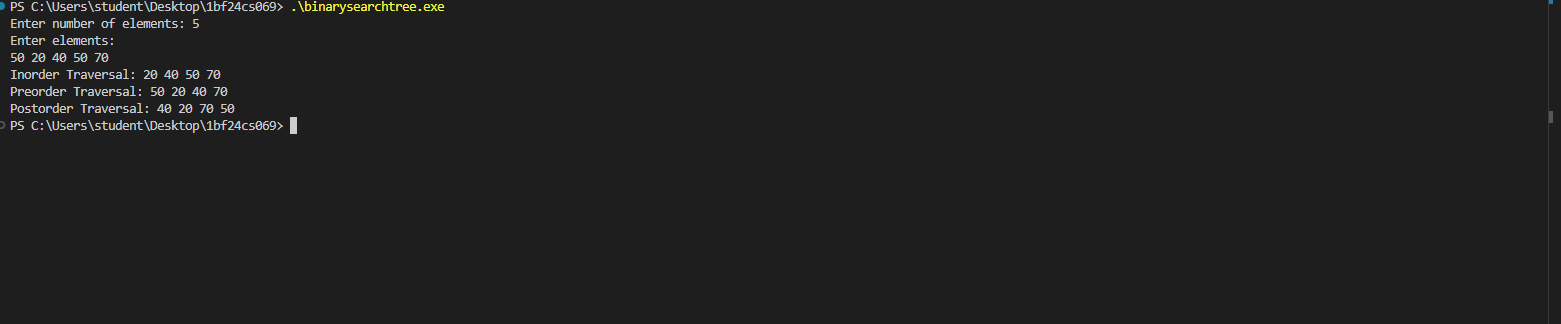 PS C:\Users\student\Desktop\1bf24cs069> .\binarysearchtree.exe
Enter number of elements: 5
Enter elements:
50 20 40 50 70
Inorder Traversal: 20 40 50 70
Preorder Traversal: 50 20 40 70
Postorder Traversal: 40 20 70 50
PS C:\Users\student\Desktop\1bf24cs069>